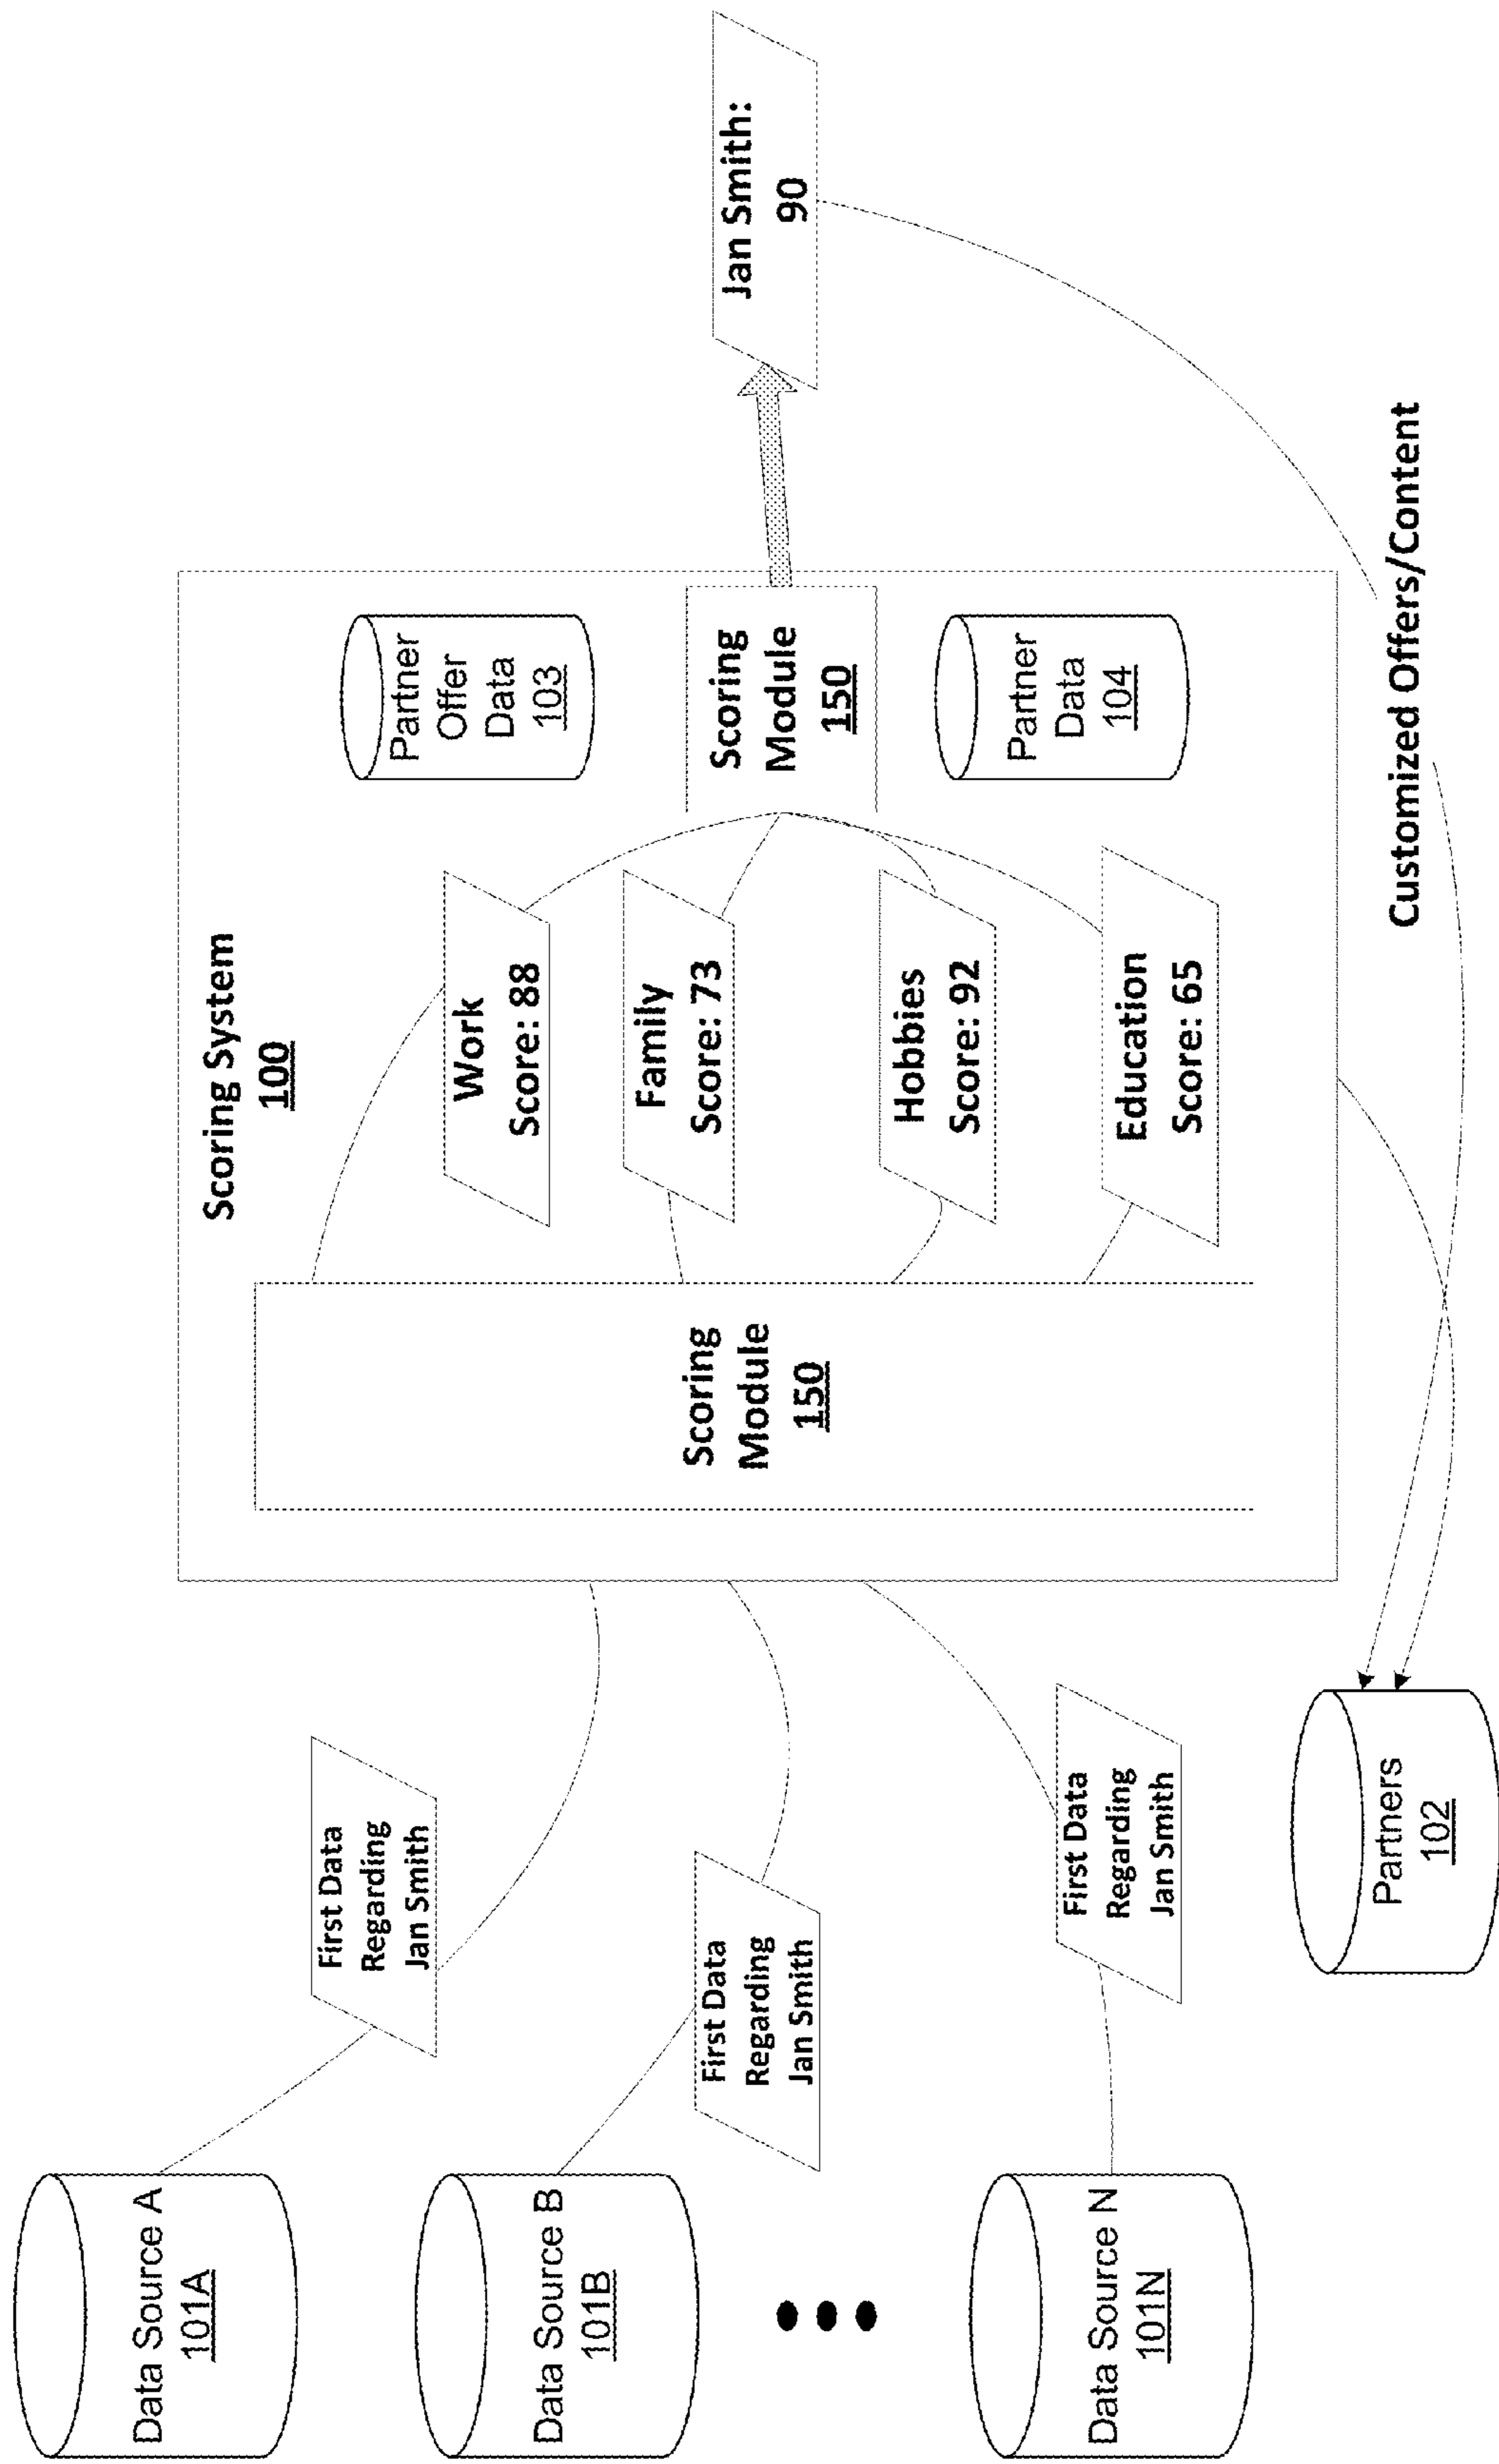 Data Source A
101A
Data Source B
101B
Data Source N
101N
First Data
Regarding
Jan Smith
First Data
Regarding
Jan Smith
First Data
Regarding
Jan Smith
Partners
102
Scoring System
100
Scoring
Module
150
Work
Score: 88
Family
Score: 73
Hobbies
Score: 92
Education
Score: 65
Partner
Offer
Data
103
Scoring
Module
150
Partner
Data
104
Jan Smith:
90
Customized Offers/Content